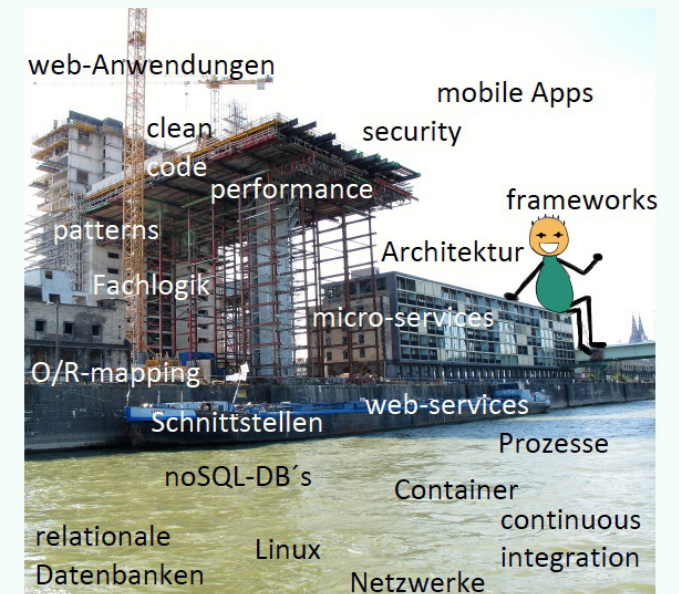 web-Anwendungen
mobile Apps
clean
code
security
performance
frameworks
patterns
Architektur
Fachlogik
micro-services
O/R-mapping
web-services
Schnittstellen
Prozesse
noSQL-DB´s
Container
continuous
integration
relationale
Datenbanken
Linux
Netzwerke